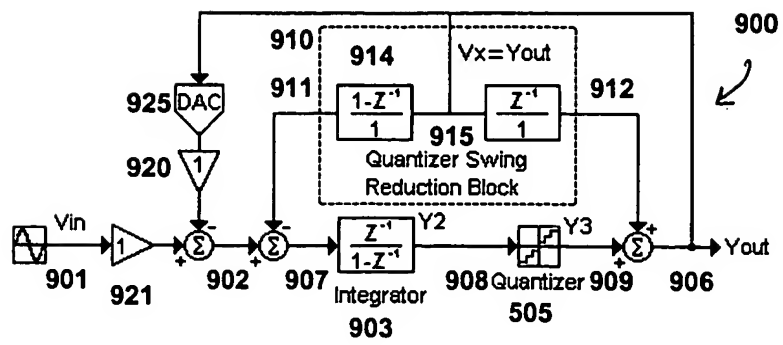 900
910
914
Vx=Yout
911
912
925
DAC
1-Z⁻¹
1
Z⁻¹
1
915
920
1
Quantizer Swing
Reduction Block
Vin
1
-
Σ
+
-
Σ
+
Z⁻¹
1-Z⁻¹
Y2
Y3
+
Σ
+
Yout
901
921
902
907
Integrator
903
908
Quantizer
505
909
906